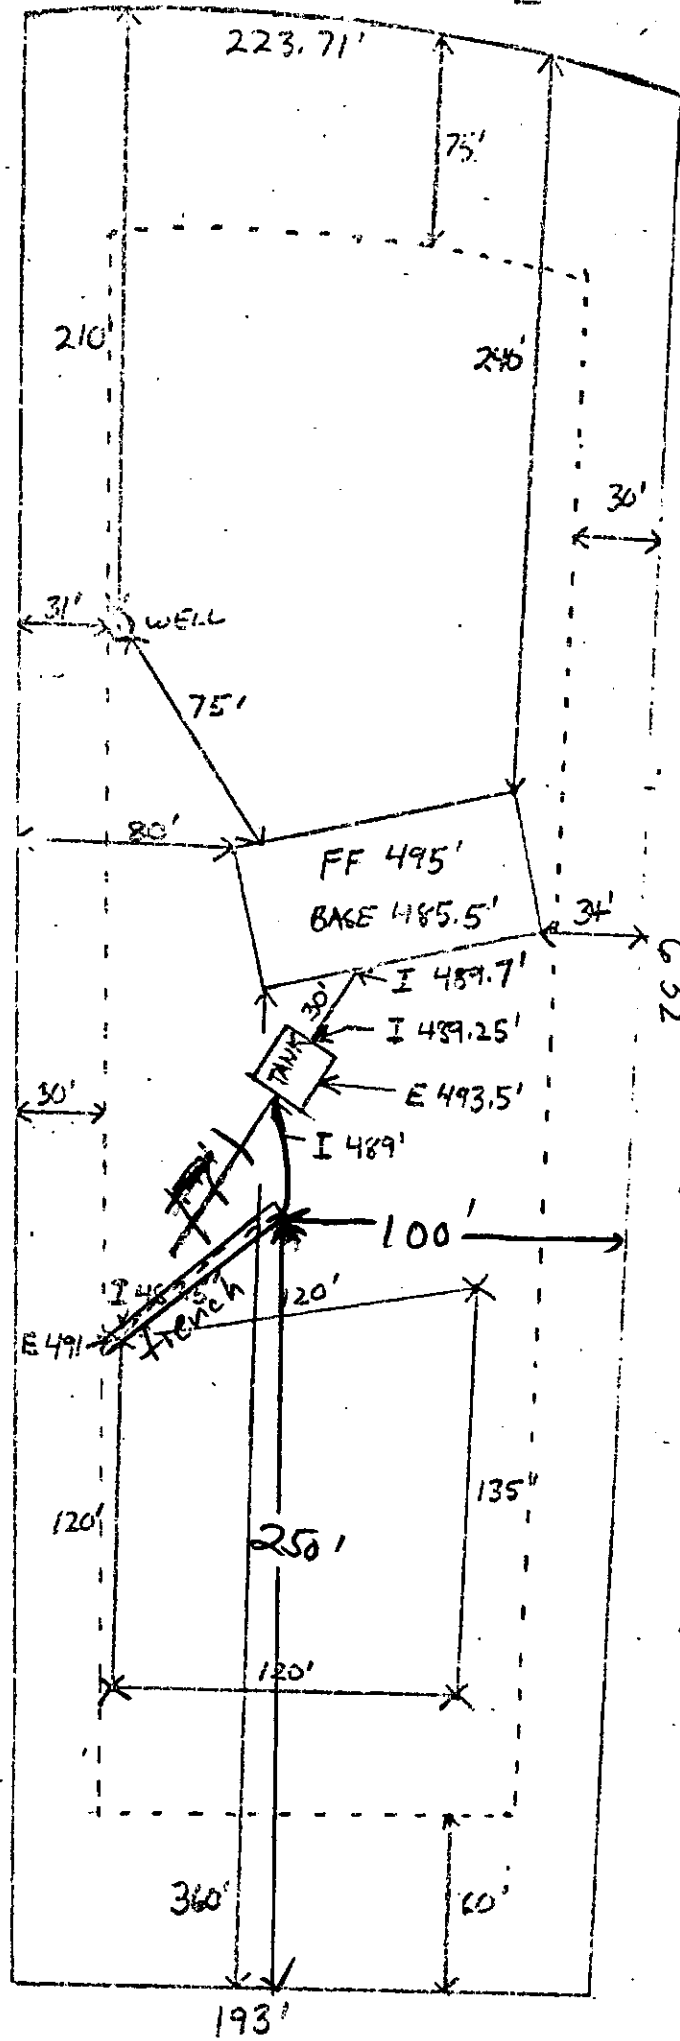 223.71'
75'
210'
30'
31'
WELL
75'
80'
FF 495'
BASE 485.5'
34'
I 489.7'
30'
I 489.25'
TANK
E 493.5'
30'
I 489'
100'
120'
Trench
E 491
135"
120'
250'
120'
360'
60'
193'